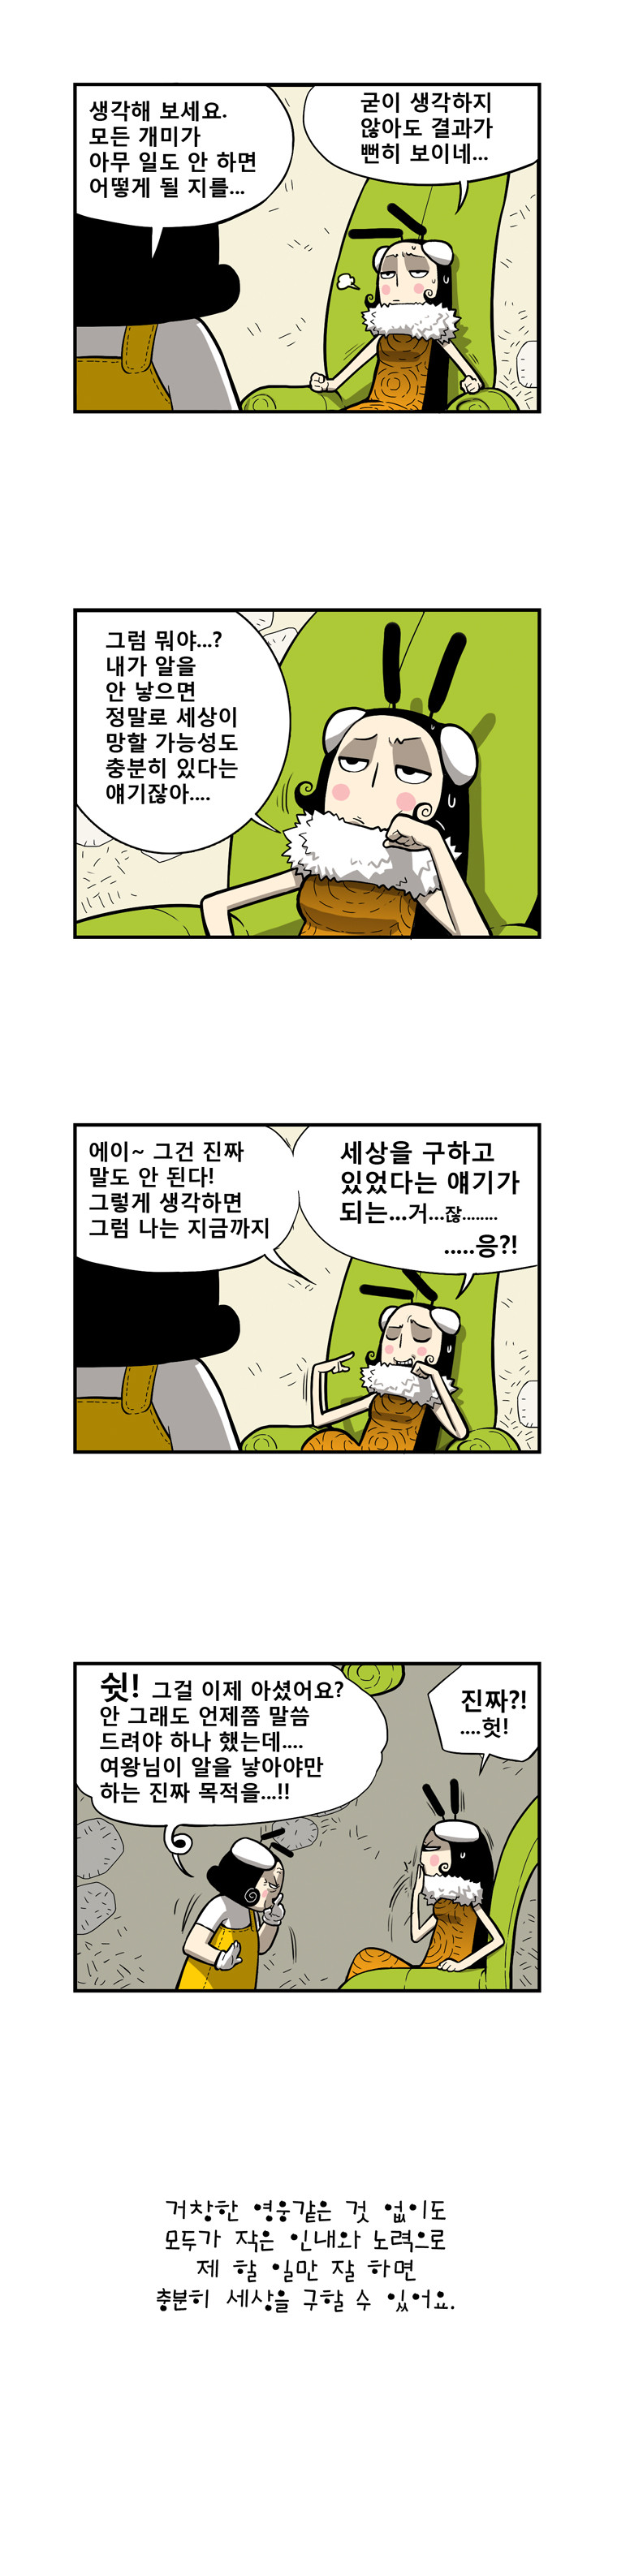 생각해 보세요.
모든 개미가
아무 일도 안 하면
어떻게 될 지를...
굳이 생각하지
않아도 결과가
뻔히 보이네...
그럼 뭐야...?
내가 알을
안 낳으면
정말로 세상이
망할 가능성도
충분히 있다는
얘기잖아....
에이~ 그건 진짜
말도 안 된다!
그렇게 생각하면
그럼 나는 지금까지
세상을 구하고
있었다는 얘기가
되는...거...잖........
.....응?!
쉿! 그걸 이제 아셨어요?
안 그래도 언제쯤 말씀
드려야 하나 했는데....
여왕님이 알을 낳아야만
하는 진짜 목적을...!!
진짜?!
....헛!
거창한 영웅같은 것 없이도
모두가 작은 인내와 노력으로
제 할 일만 잘 하면
충분히 세상을 구할 수 있어요.